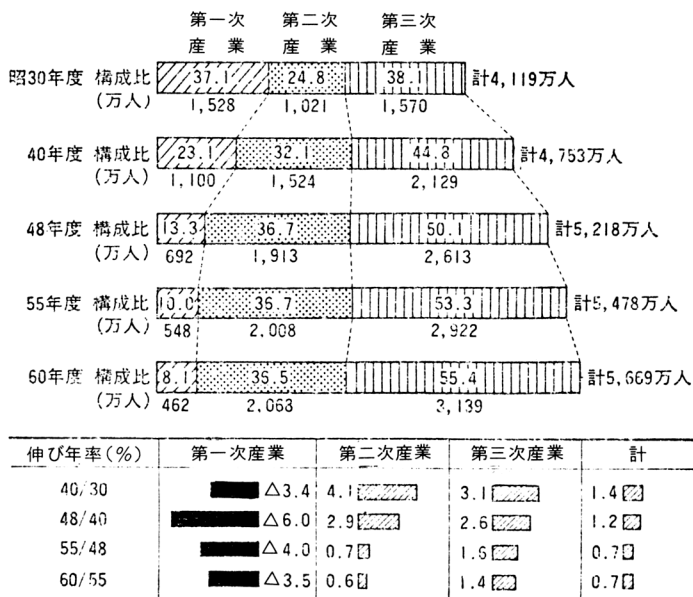 第一次 第二次 第三次
産 業 産 業 産 業
昭30年度 構成比 37.1 24.8 38.1 計4,119万人
(万人) 1,528 1,021 1,570
40年度 構成比 23.1 32.1 44.8 計4,753万人
(万人) 1,100 1,524 2,129
48年度 構成比 13.3 36.7 50.1 計5,218万人
(万人) 692 1,913 2,613
55年度 構成比 10.0 36.7 53.3 計5,478万人
(万人) 548 2,008 2,922
60年度 構成比 8.1 36.5 55.4 計5,669万人
(万人) 462 2,068 3,139
伸び年率(%) 第一次産業 第二次産業 第三次産業 計
40/30 △3.4 4.1 3.1 1.4
48/40 △6.0 2.9 2.6 1.2
55/48 △4.0 0.7 1.6 0.7
60/55 △3.5 0.6 1.4 0.7